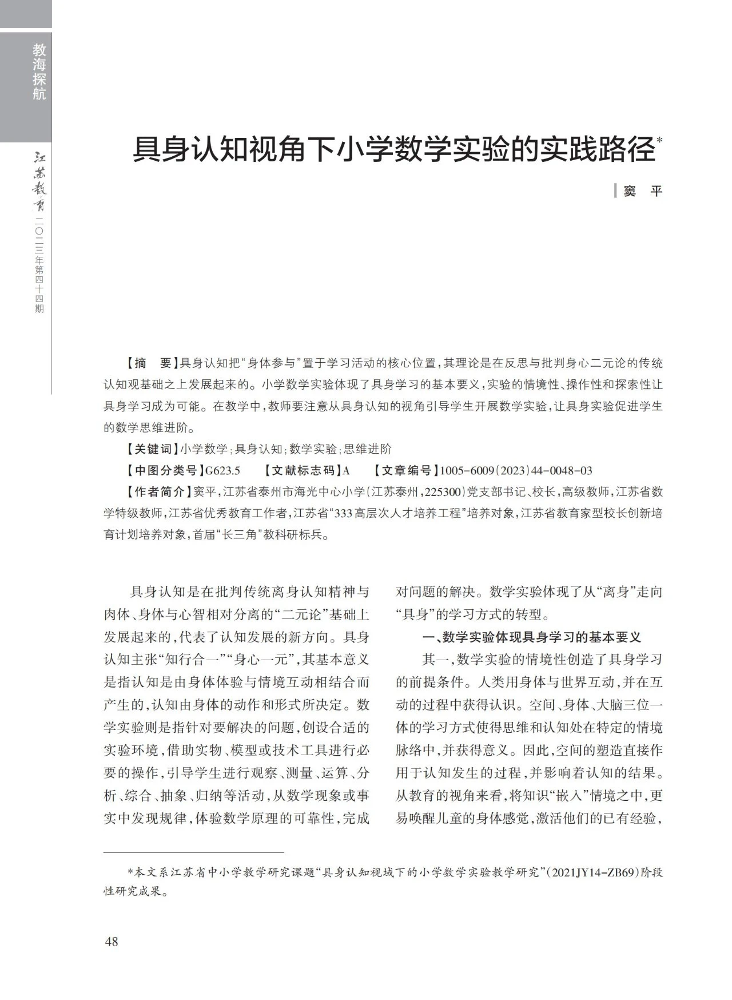 教海探航
江苏教育
二〇二三年第四十四期
具身认知视角下小学数学实验的实践路径*
窦　平
【摘　要】具身认知把“身体参与”置于学习活动的核心位置,其理论是在反思与批判身心二元论的传统
认知观基础之上发展起来的。小学数学实验体现了具身学习的基本要义,实验的情境性、操作性和探索性让
具身学习成为可能。在教学中,教师要注意从具身认知的视角引导学生开展数学实验,让具身实验促进学生
的数学思维进阶。
【关键词】小学数学;具身认知;数学实验;思维进阶
【中图分类号】G623.5　【文献标志码】A　【文章编号】1005-6009(2023)44-0048-03
【作者简介】窦平,江苏省泰州市海光中心小学(江苏泰州,225300)党支部书记、校长,高级教师,江苏省数
学特级教师,江苏省优秀教育工作者,江苏省“333高层次人才培养工程”培养对象,江苏省教育家型校长创新培
育计划培养对象,首届“长三角”教科研标兵。
具身认知是在批判传统离身认知精神与
肉体、身体与心智相对分离的“二元论”基础上
发展起来的,代表了认知发展的新方向。具身
认知主张“知行合一”“身心一元”,其基本意义
是指认知是由身体体验与情境互动相结合而
产生的,认知由身体的动作和形式所决定。数
学实验则是指针对要解决的问题,创设合适的
实验环境,借助实物、模型或技术工具进行必
要的操作,引导学生进行观察、测量、运算、分
析、综合、抽象、归纳等活动,从数学现象或事
实中发现规律,体验数学原理的可靠性,完成
对问题的解决。数学实验体现了从“离身”走向
“具身”的学习方式的转型。
一、数学实验体现具身学习的基本要义
其一,数学实验的情境性创造了具身学习
的前提条件。人类用身体与世界互动,并在互
动的过程中获得认识。空间、身体、大脑三位一
体的学习方式使得思维和认知处在特定的情境
脉络中,并获得意义。因此,空间的塑造直接作
用于认知发生的过程,并影响着认知的结果。
从教育的视角来看,将知识“嵌入”情境之中,更
易唤醒儿童的身体感觉,激活他们的已有经验,
*本文系江苏省中小学教学研究课题“具身认知视域下的小学数学实验教学研究”(2021JY14-ZB69)阶段
性研究成果。
48